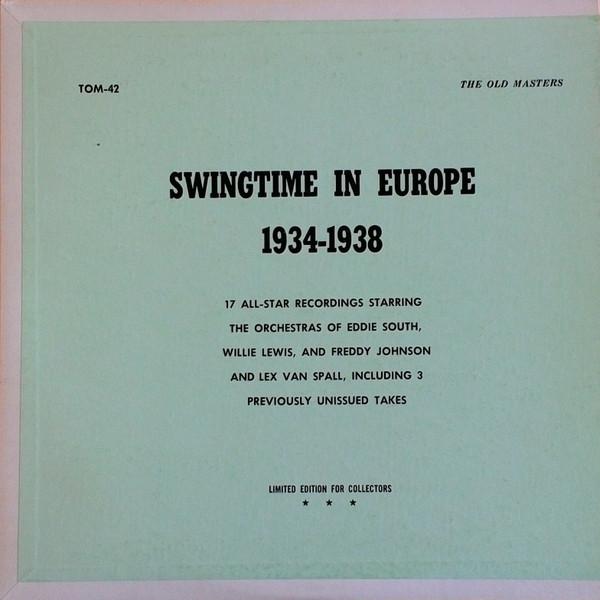 TOM-42
THE OLD MASTERS
SWINGTIME IN EUROPE
1934-1938
17 ALL-STAR RECORDINGS STARRING
THE ORCHESTRAS OF EDDIE SOUTH,
WILLIE LEWIS, AND FREDDY JOHNSON
AND LEX VAN SPALL, INCLUDING 3
PREVIOUSLY UNISSUED TAKES
LIMITED EDITION FOR COLLECTORS
★ ★ ★